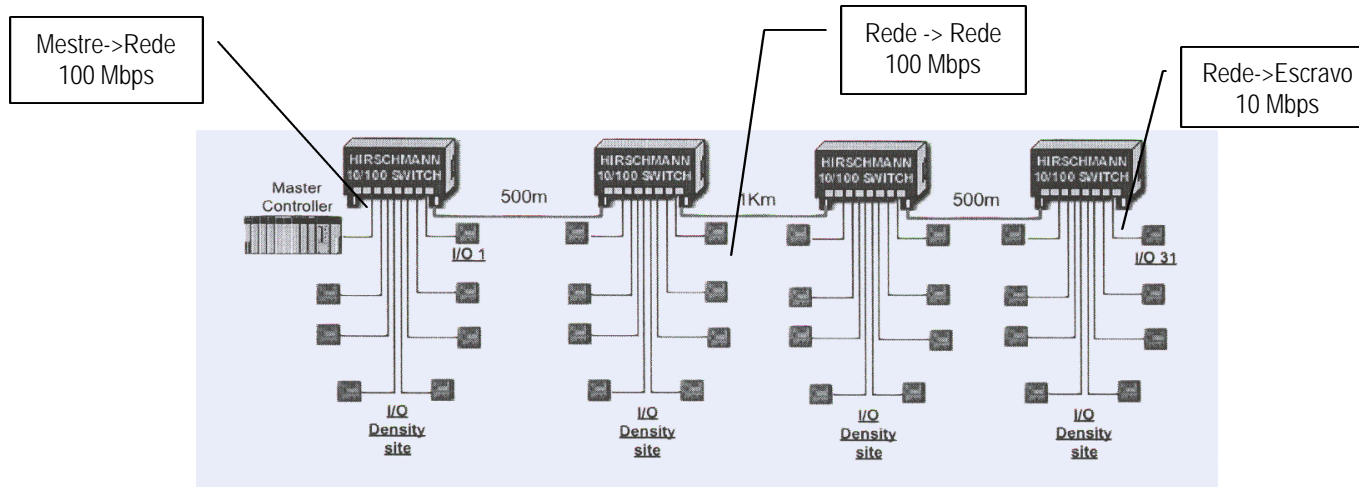 Mestre->Rede
100 Mbps
Rede -> Rede
100 Mbps
Rede->Escravo
10 Mbps
HIRSCHMANN
10/100 SWITCH
HIRSCHMANN
10/100 SWITCH
HIRSCHMANN
10/100 SWITCH
HIRSCHMANN
10/100 SWITCH
Master
Controller
500m
1Km
500m
I/O 1
I/O 31
I/O
Density
site
I/O
Density
site
I/O
Density
site
I/O
Density
site